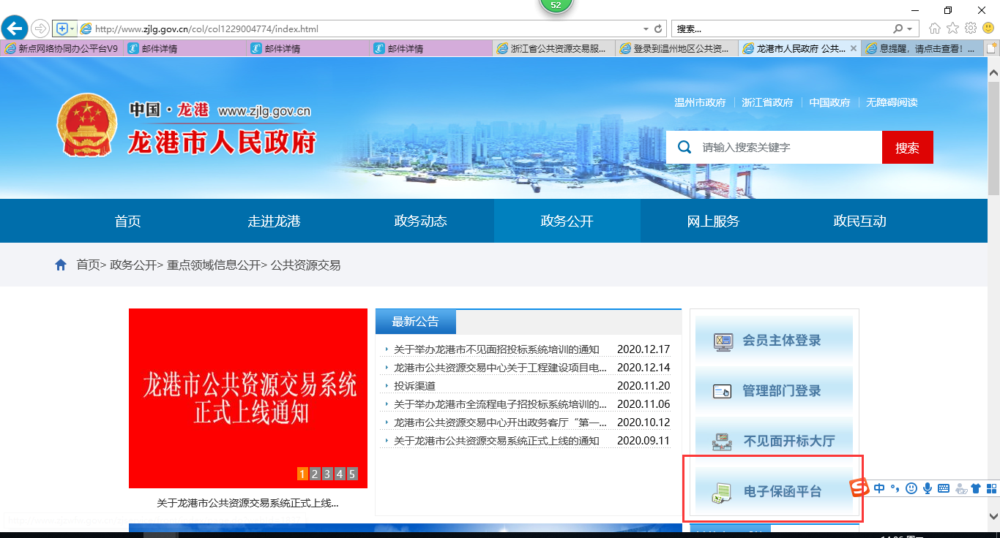 52
http://www.zjlg.gov.cn/col/col1229004774/index.html
搜索...
新点网络协同办公平台V9
邮件详情
邮件详情
邮件详情
浙江省公共资源交易服...
登录到温州地区公共资...
龙港市人民政府 公共...
息提醒，请点击查看！...
中国·龙港 www.zjlg.gov.cn
龙港市人民政府
温州市政府 浙江省政府 中国政府 无障碍阅读
请输入搜索关键字
搜索
首页 走进龙港 政务动态 政务公开 网上服务 政民互动
首页> 政务公开> 重点领域信息公开> 公共资源交易
龙港市公共资源交易系统
正式上线通知
1 2 3 4 5
关于龙港市公共资源交易系统正式上线...
最新公告
关于举办龙港市不见面招投标系统培训的通知 2020.12.17
龙港市公共资源交易中心关于工程建设项目电... 2020.12.14
投诉渠道 2020.11.20
关于举办龙港市全流程电子招投标系统培训的... 2020.11.06
龙港市公共资源交易中心开出政务客厅“第一... 2020.10.12
关于龙港市公共资源交易系统正式上线的通知 2020.09.11
会员主体登录
管理部门登录
不见面开标大厅
电子保函平台
中